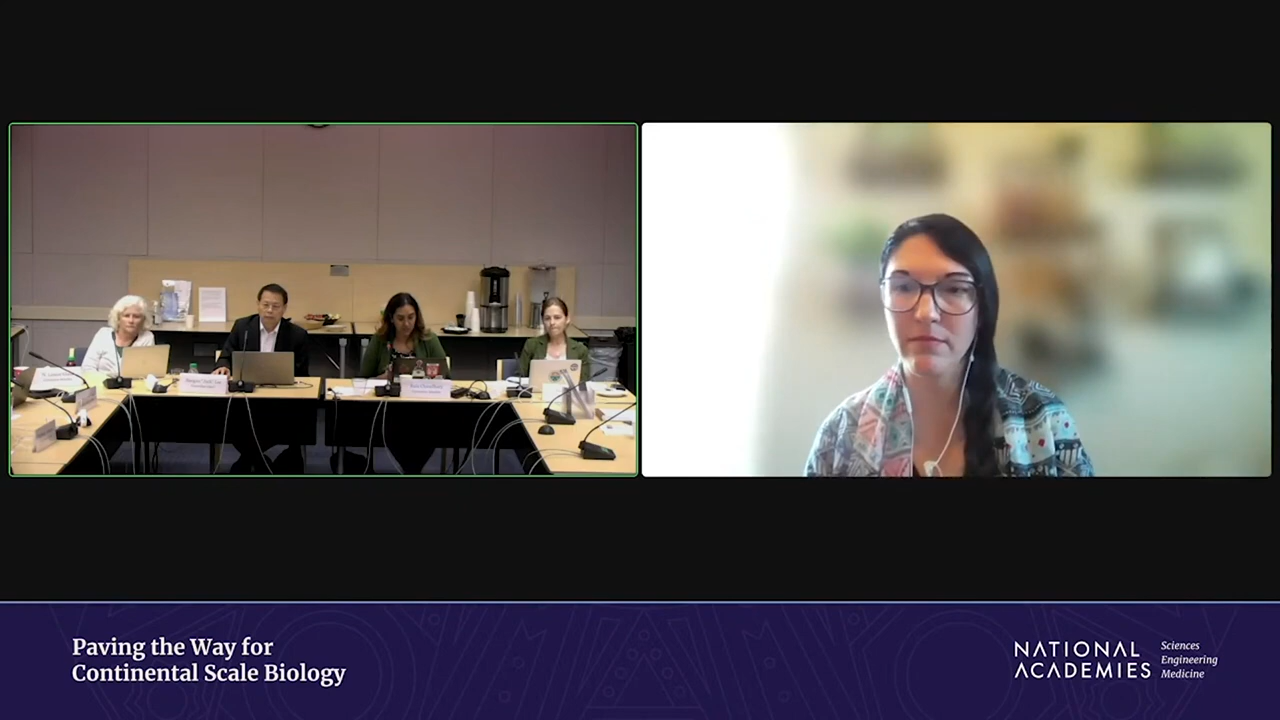 Paving the Way for
Continental Scale Biology
NATIONAL
ACADEMIES
Sciences
Engineering
Medicine